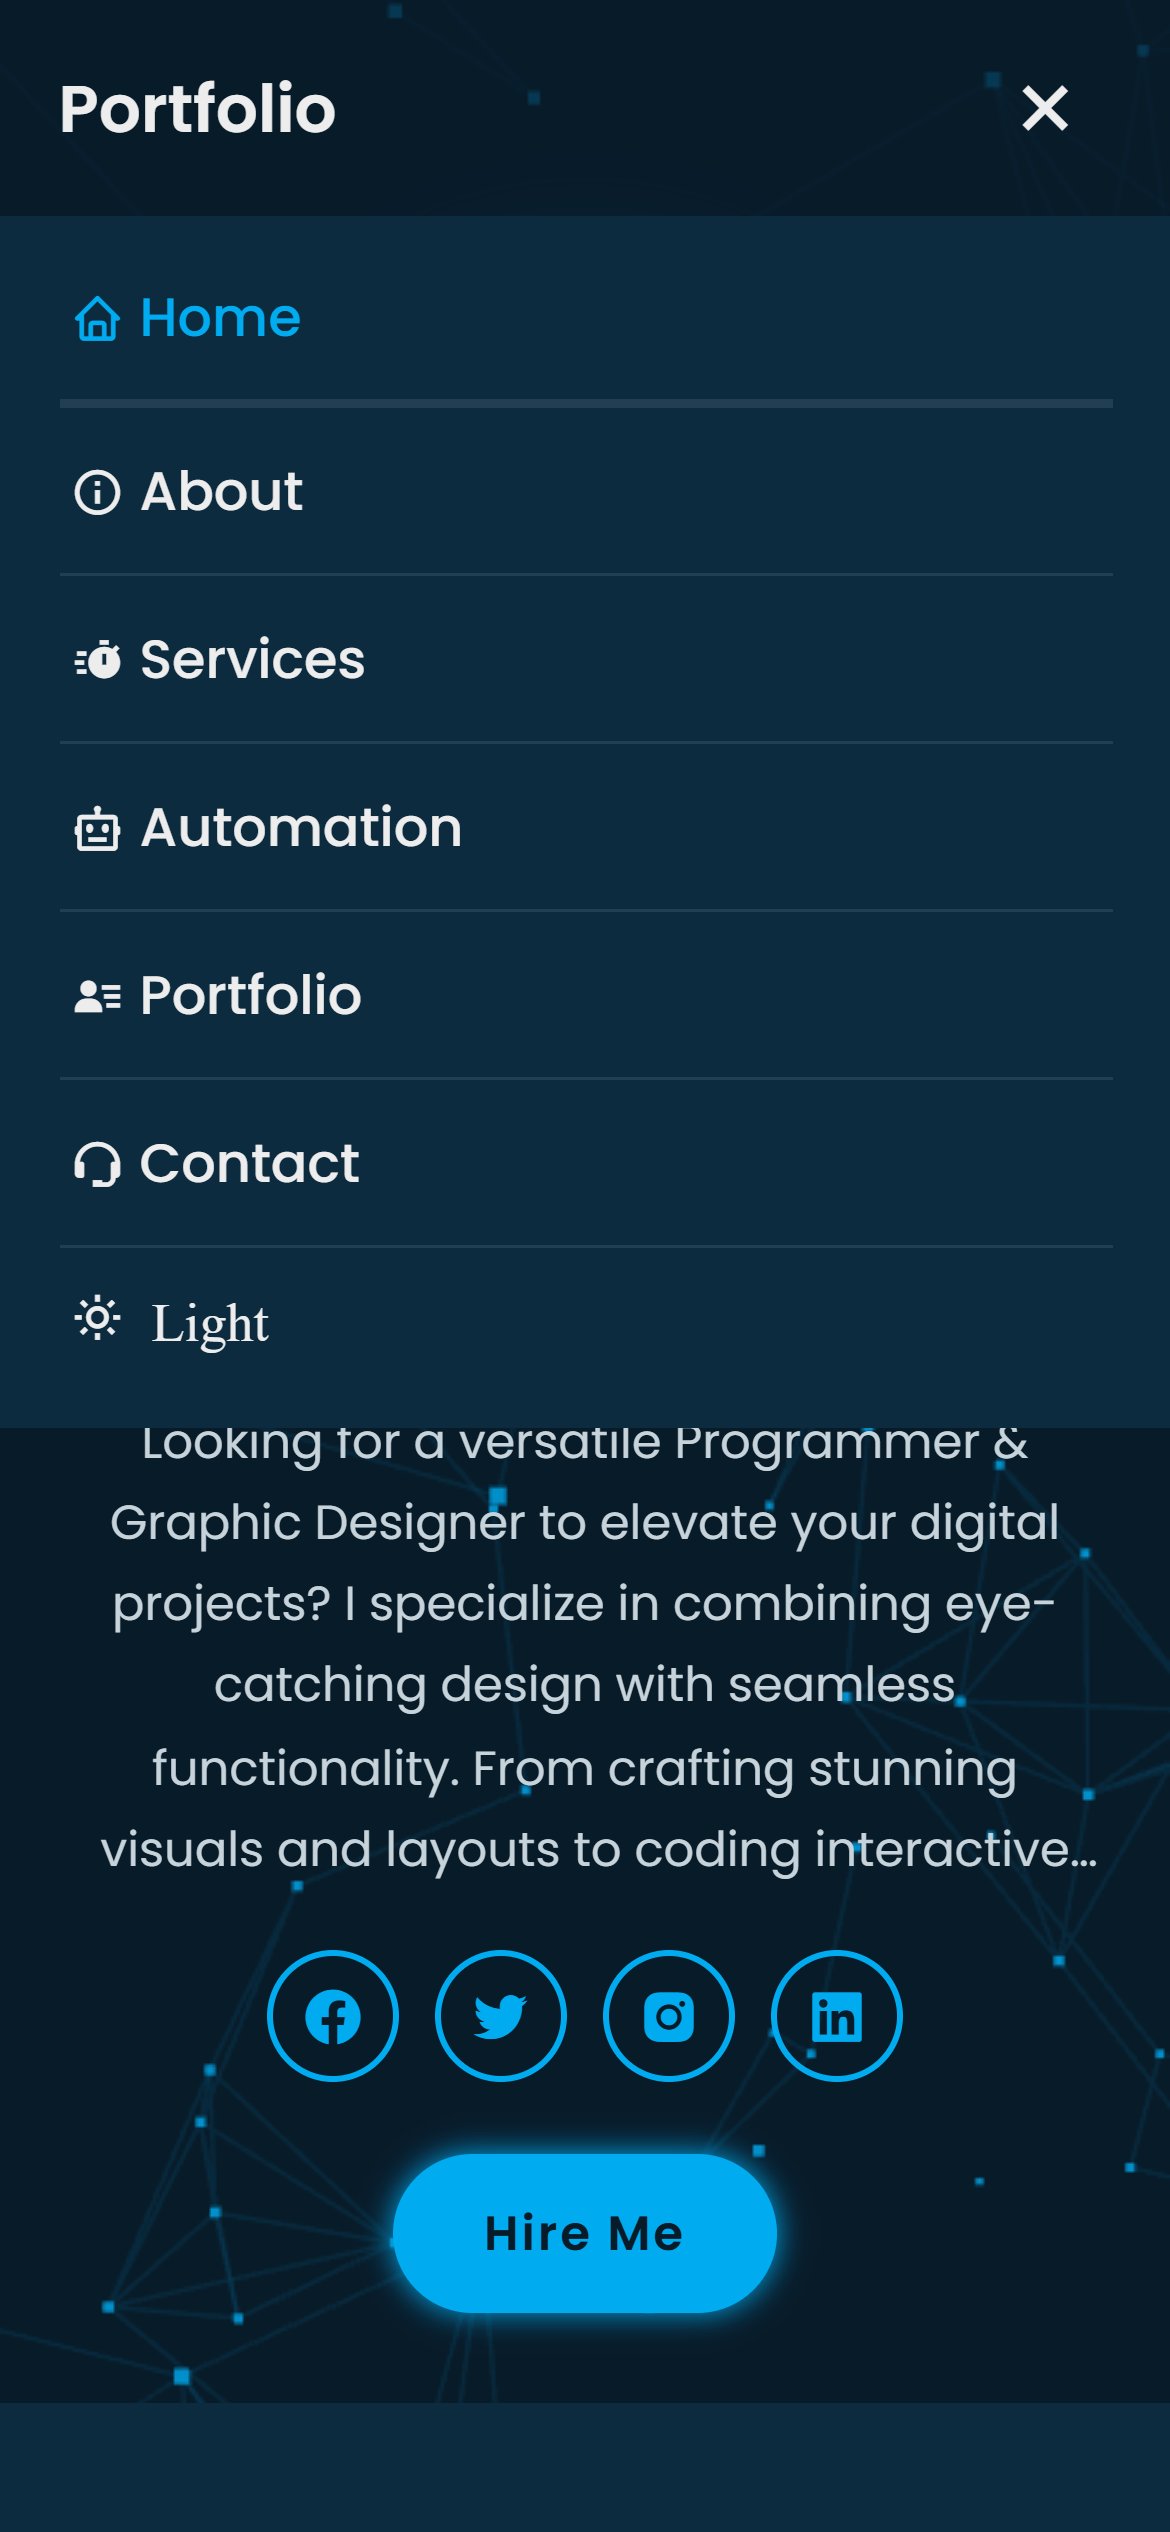 Portfolio
Home
About
Services
Automation
Portfolio
Contact
Light
Looking for a versatile Programmer &
Graphic Designer to elevate your digital
projects? I specialize in combining eye-
catching design with seamless
functionality. From crafting stunning
visuals and layouts to coding interactive...
Hire Me